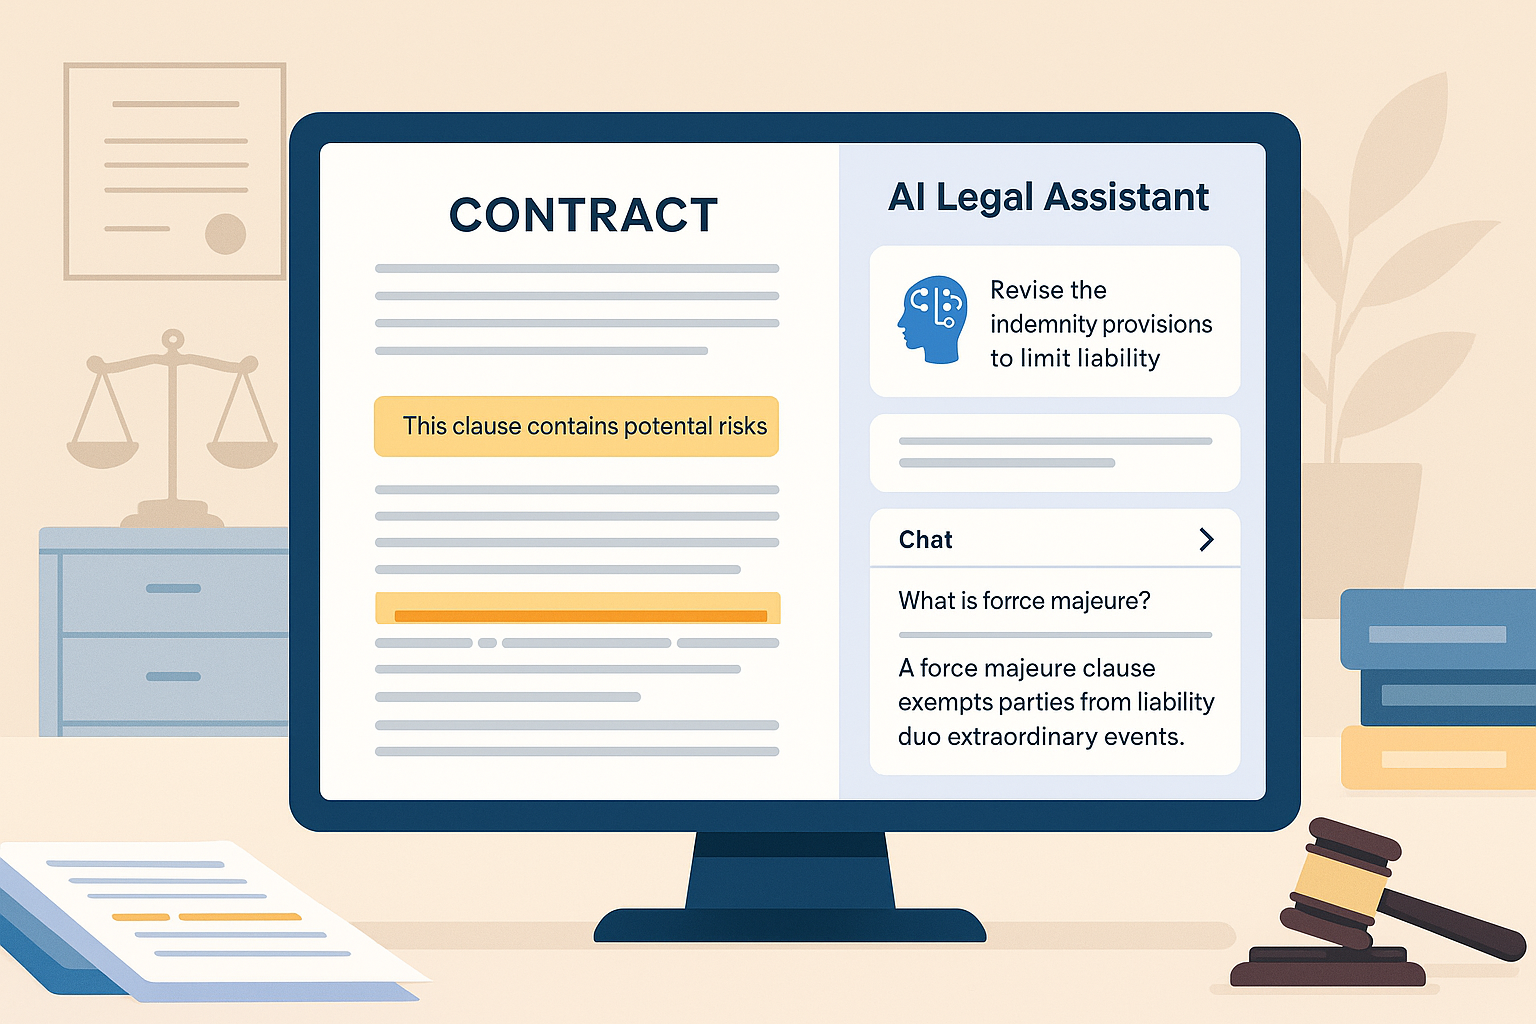 CONTRACT
This clause contains potental risks
AI Legal Assistant
Revise the
indemnity provisions
to limit liability
Chat
What is forrce majeure?
A force majeure clause
exempts parties from liability
duo extraordinary events.